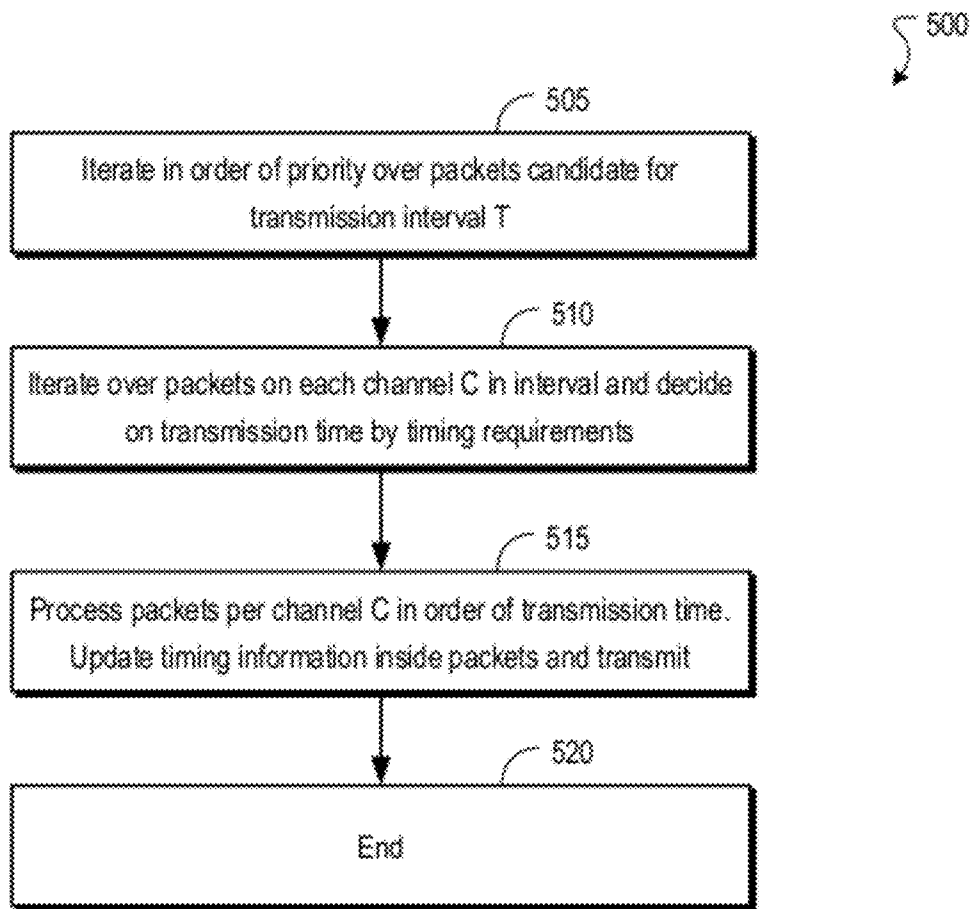 500
505
Iterate in order of priority over packets candidate for
transmission interval T
510
Iterate over packets on each channel C in interval and decide
on transmission time by timing requirements
515
Process packets per channel C in order of transmission time.
Update timing information inside packets and transmit
520
End